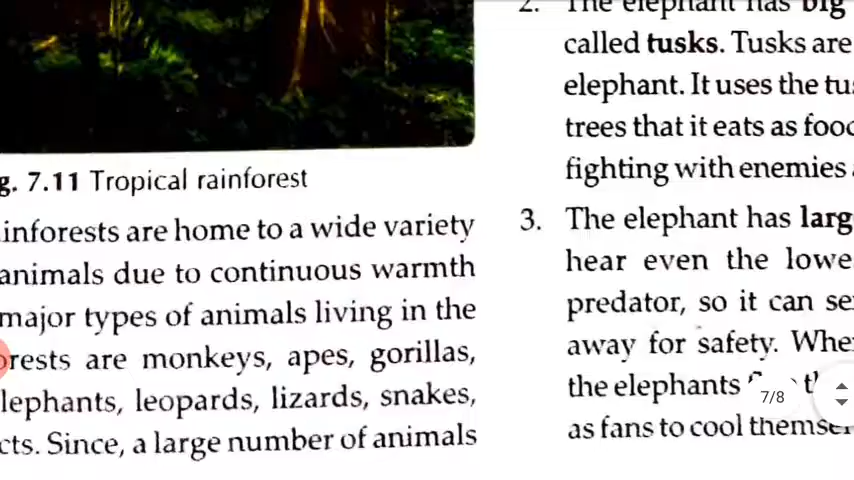 g. 7.11 Tropical rainforest
inforests are home to a wide variety
animals due to continuous warmth
major types of animals living in the
orests are monkeys, apes, gorillas,
lephants, leopards, lizards, snakes,
cts. Since, a large number of animals
2. The elephant has big
called tusks. Tusks are
elephant. It uses the tu
trees that it eats as food
fighting with enemies
3. The elephant has larg
hear even the lowe
predator, so it can se
away for safety. Whe
the elephants
as fans to cool themsel
7/8